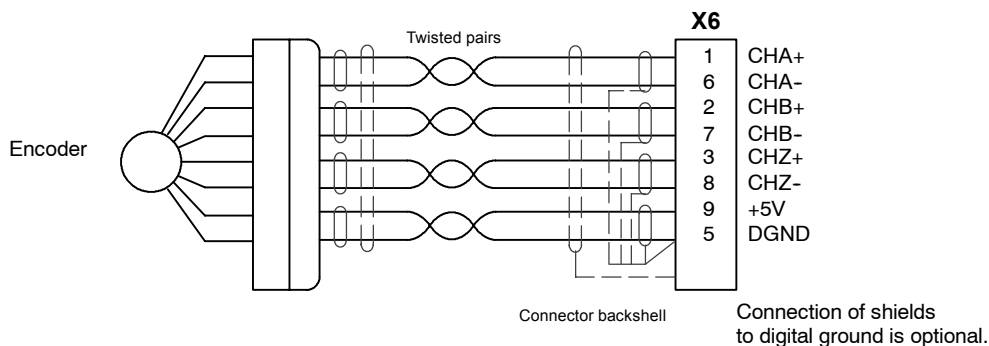 X6
Twisted pairs
1 CHA+
6 CHA-
2 CHB+
7 CHB-
3 CHZ+
8 CHZ-
9 +5V
5 DGND
Encoder
Connector backshell
Connection of shields
to digital ground is optional.